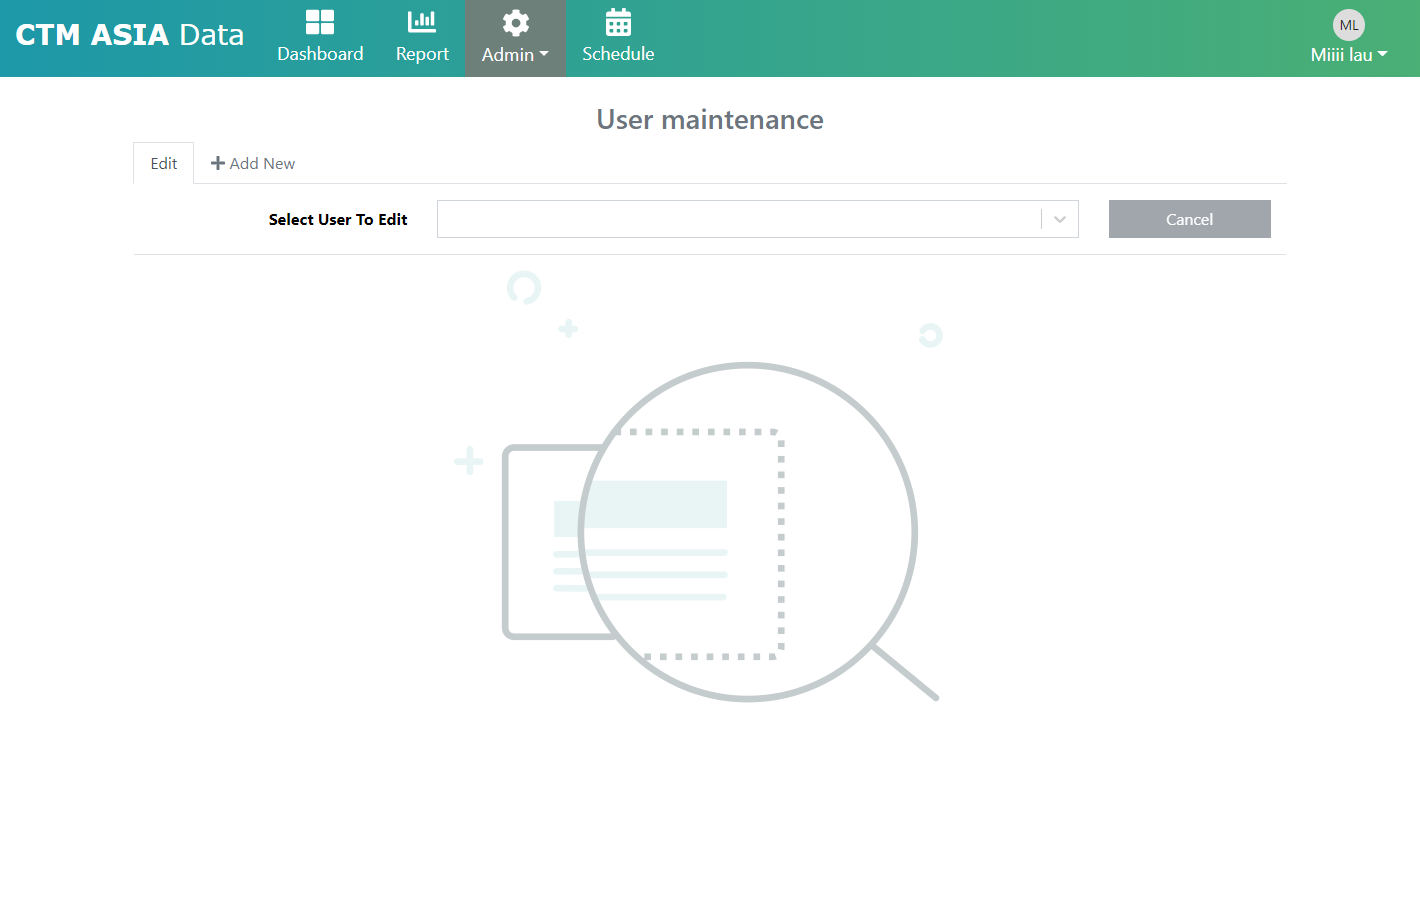 CTM ASIA Data
Dashboard
Report
Admin
Schedule
ML
Miiii lau
User maintenance
Edit
Add New
Select User To Edit
Cancel